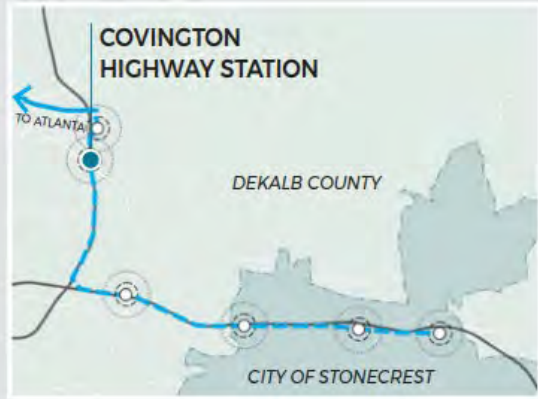 COVINGTON
HIGHWAY STATION
TO ATLANTA
DEKALB COUNTY
CITY OF STONECREST